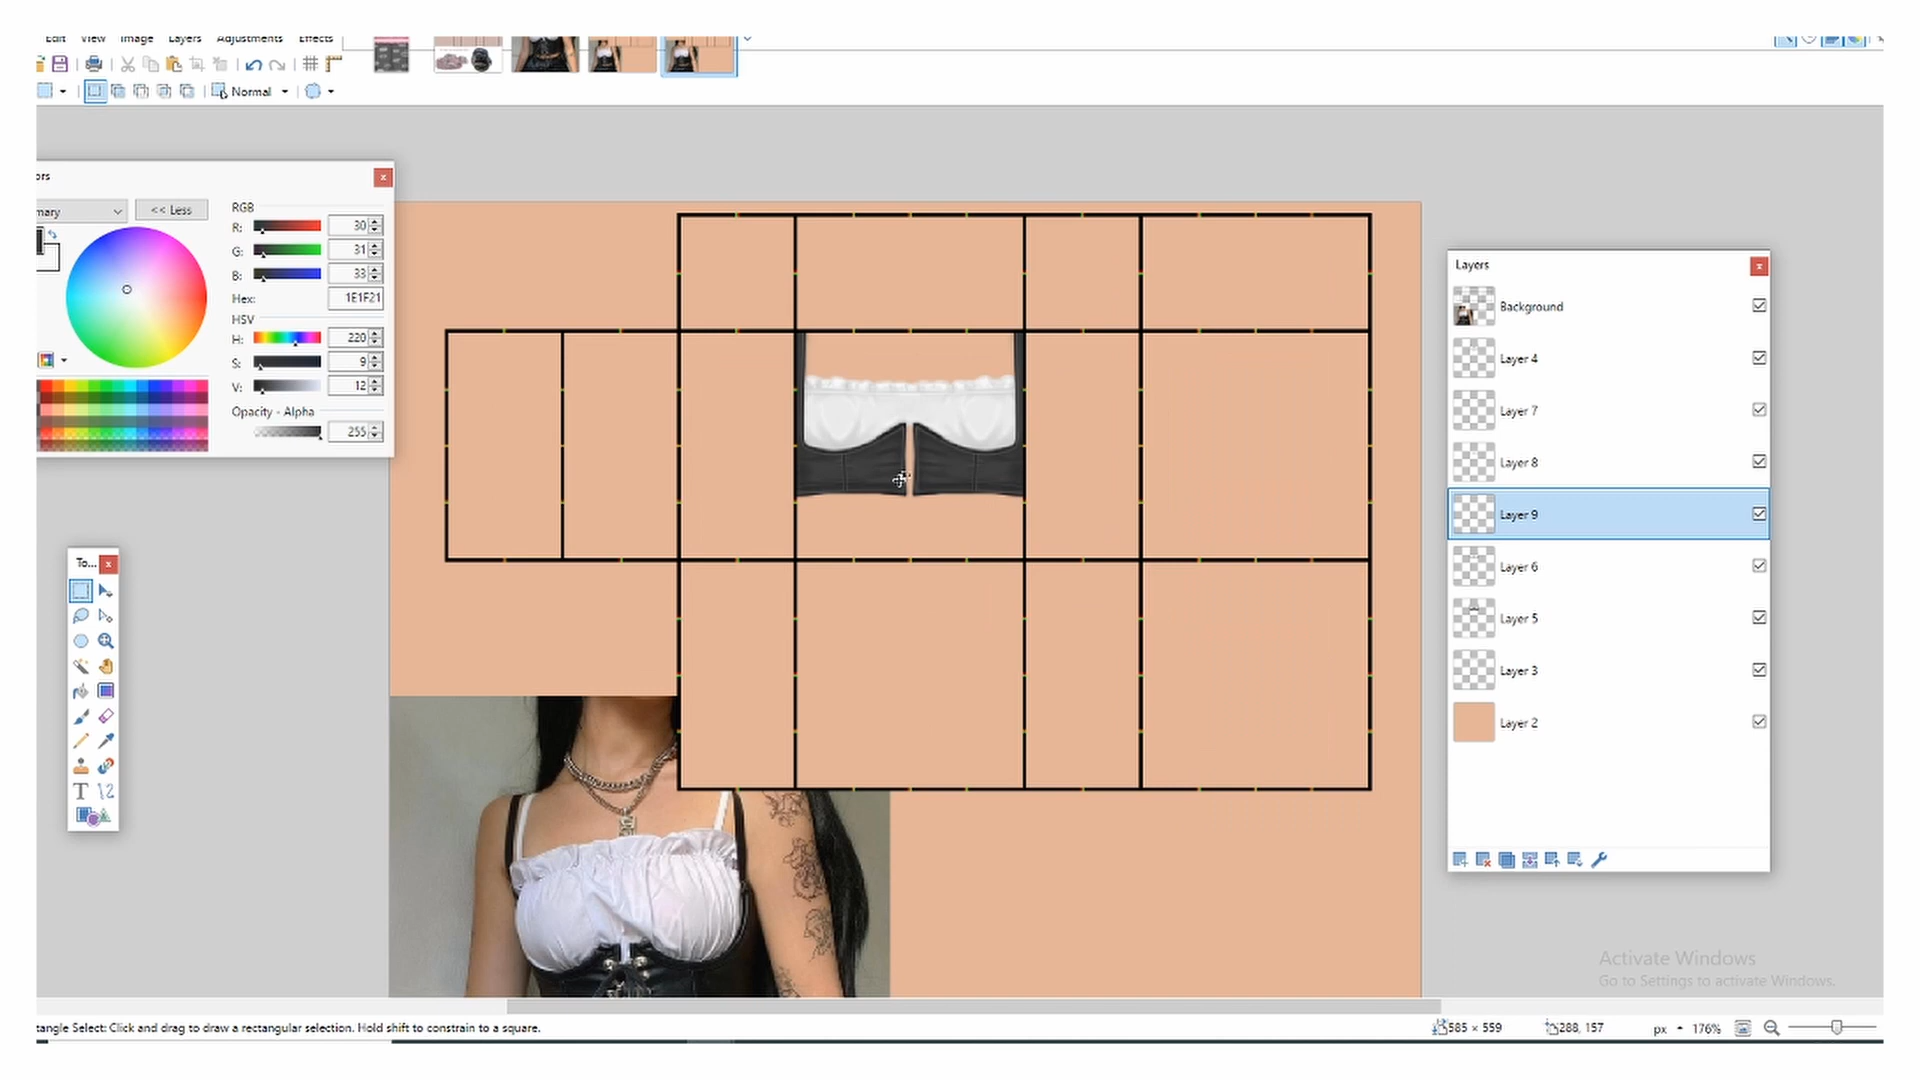 Edit View Image Layers Adjustments Effects
Normal
ors
mary
<< Less
RGB
R: 30
G: 31
B: 33
Hex: 1E1F21
HSV
H: 220
S: 9
V: 12
Opacity - Alpha
255
To...
T
Layers
Background
Layer 4
Layer 7
Layer 8
Layer 9
Layer 6
Layer 5
Layer 3
Layer 2
Activate Windows
Go to Settings to activate Windows.
tangle Select: Click and drag to draw a rectangular selection. Hold shift to constrain to a square.
585 × 559
288, 157
px
176%